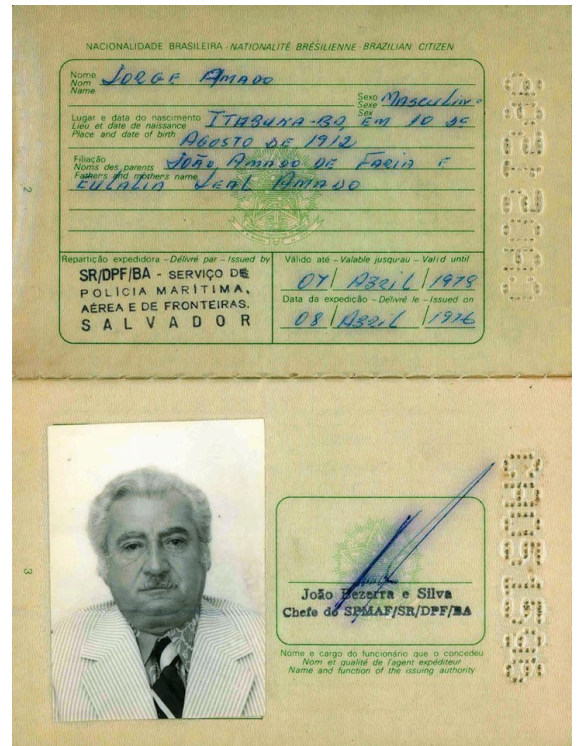 NACIONALIDADE BRASILEIRA - NATIONALITÉ BRÉSILIENNE - BRAZILIAN CITIZEN
Nome JORGE AMADO
Nom
Name
Sexo Masculino
Sexe
Sex
Lugar e data do nascimento ITABUNA-BA, EM 10 DE
Lieu et date de naissance
Place and date of birth AGOSTO DE 1912
Filiação JOÃO AMADO DE FARIA E
Noms des parents
Father's and mother's name EULALIA LEAL AMADO
2
Repartição expedidora - Délivré par - Issued by
SR/DPF/BA - SERVIÇO DE
POLÍCIA MARÍTIMA,
AÉREA E DE FRONTEIRAS.
SALVADOR
Válido até - Valable jusqu'au - Valid until
07 / ABRIL / 1978
Data da expedição - Délivré le - Issued on
08 / ABRIL / 1976
3
João Bezerra e Silva
Chefe do SPMAF/SR/DPF/BA
Nome e cargo do funcionário que o concedeu
Nom et qualité de l'agent expéditeur
Name and function of the issuing authority